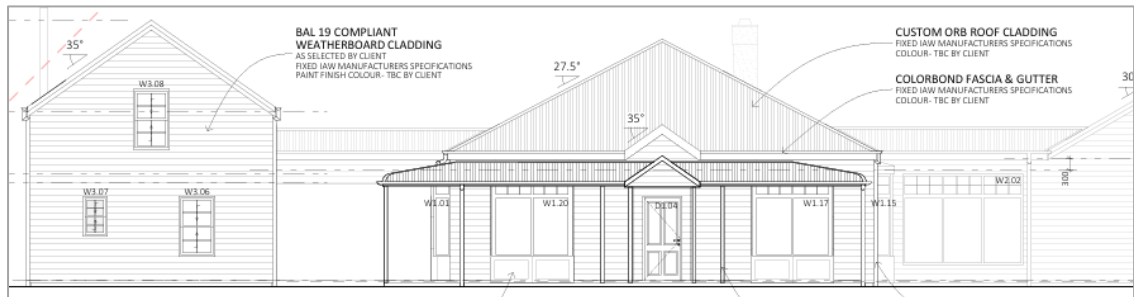 BAL 19 COMPLIANT
WEATHERBOARD CLADDING
AS SELECTED BY CLIENT
FIXED IAW MANUFACTURERS SPECIFICATIONS
PAINT FINISH COLOUR- TBC BY CLIENT
CUSTOM ORB ROOF CLADDING
FIXED IAW MANUFACTURERS SPECIFICATIONS
COLOUR- TBC BY CLIENT
COLORBOND FASCIA & GUTTER
FIXED IAW MANUFACTURERS SPECIFICATIONS
COLOUR- TBC BY CLIENT
35°
27.5°
35°
30
W3.08
300
W3.07
W3.06
W1.01
W1.20
D1.04
W1.17
W1.15
W2.02